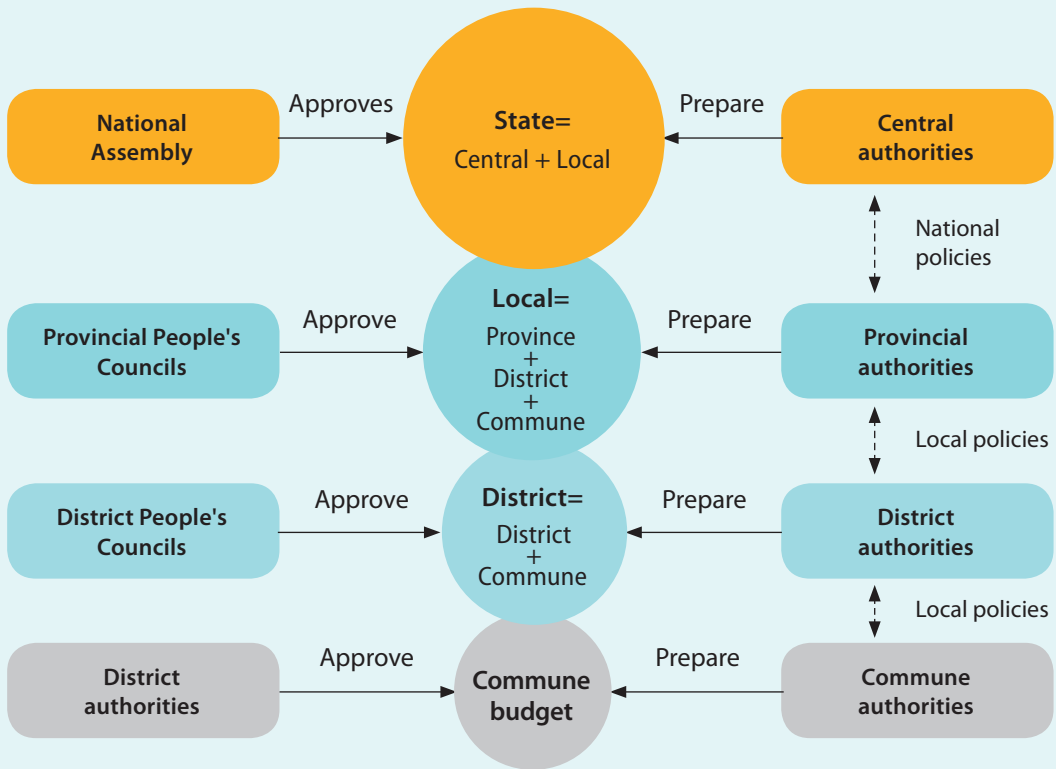 National
Assembly
Approves
State=
Central + Local
Prepare
Central
authorities
National
policies
Provincial People's
Councils
Approve
Local=
Province
+
District
+
Commune
Prepare
Provincial
authorities
Local policies
District People's
Councils
Approve
District=
District
+
Commune
Prepare
District
authorities
Local policies
District
authorities
Approve
Commune
budget
Prepare
Commune
authorities